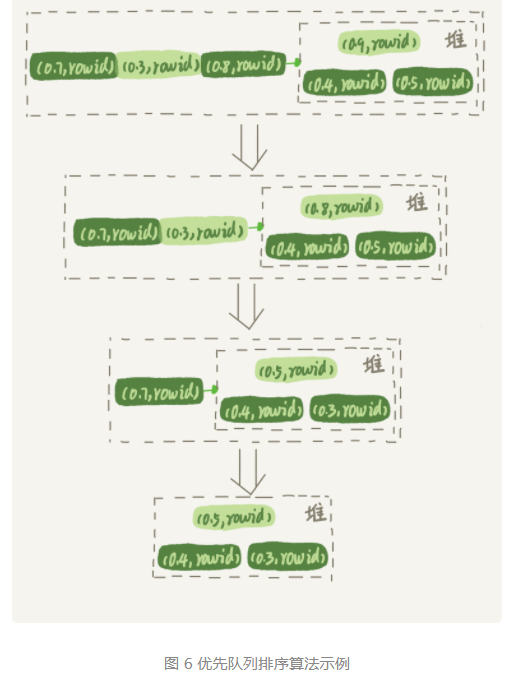 (0.9,rowid) 堆
(0.7,rowid) (0.3,rowid) (0.8,rowid)
(0.4,rowid) (0.5,rowid)
(0.8,rowid) 堆
(0.7,rowid) (0.3,rowid)
(0.4,rowid) (0.5,rowid)
(0.5,rowid) 堆
(0.7,rowid)
(0.4,rowid) (0.3,rowid)
(0.5,rowid) 堆
(0.4,rowid) (0.3,rowid)
图 6 优先队列排序算法示例